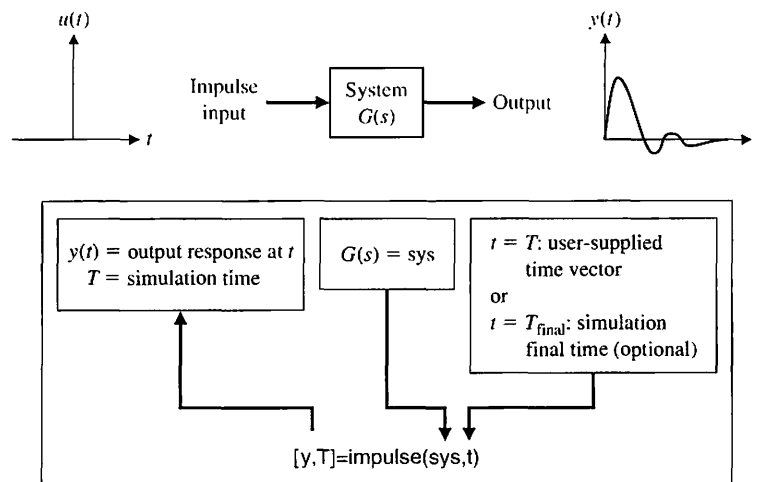 u(t)
t
Impulse
input
System
G(s)
Output
y(t)
y(t) = output response at t
T = simulation time
G(s) = sys
t = T: user-supplied
time vector
or
t = T_final: simulation
final time (optional)
[y,T]=impulse(sys,t)